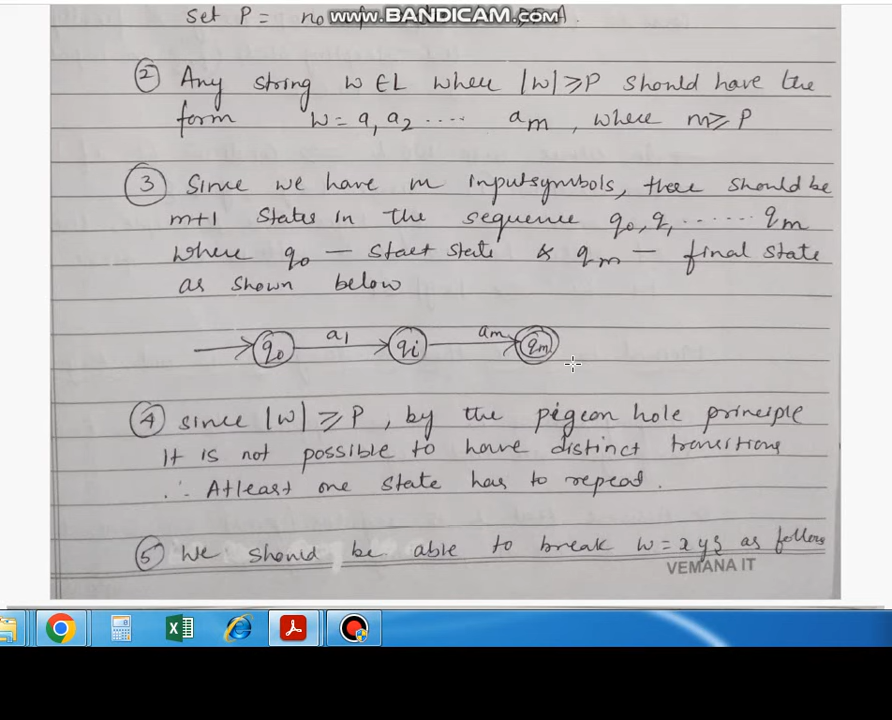 set P = no
WWW.BANDICAM.COM
② Any string W ∈ L where |W| ≥ P should have the
form W = a₁ a₂ ..... aₘ , where m ≥ P
③ Since we have m inputsymbols, there should be
m+1 states in the sequence q₀, q₁ ....... qₘ
where q₀ — start state & qₘ — final state
as shown below
q₀ a₁ qᵢ aₘ qₘ
④ since |W| ≥ P , by the pigeon hole principle
It is not possible to have distinct transitions
∴ Atleast one state has to repeat.
⑤ We should be able to break W = xyz as follows
VEMANA IT